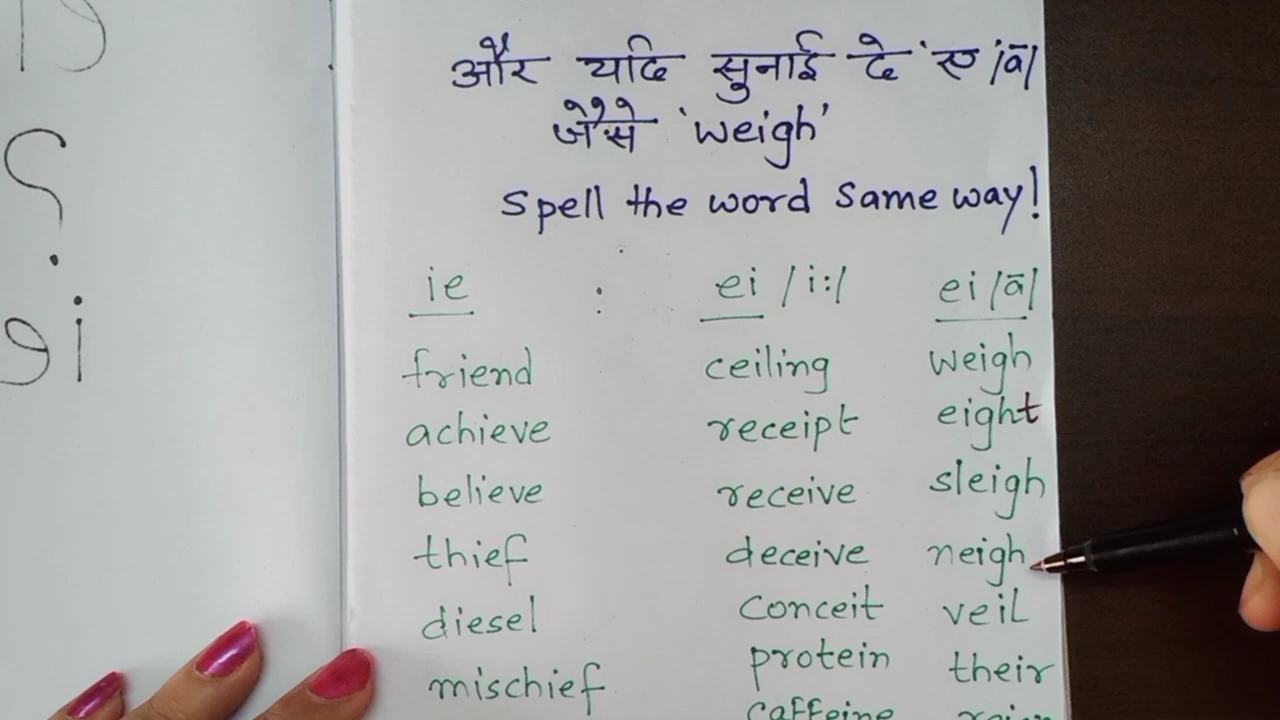 और यदि सुनाई दे 'ए' /ā/
जैसे 'weigh'
Spell the word same way!
ie : ei /i:/ ei /ā/
friend ceiling weigh
achieve receipt eight
believe receive sleigh
thief deceive neigh
diesel conceit veil
mischief protein their
caffeine